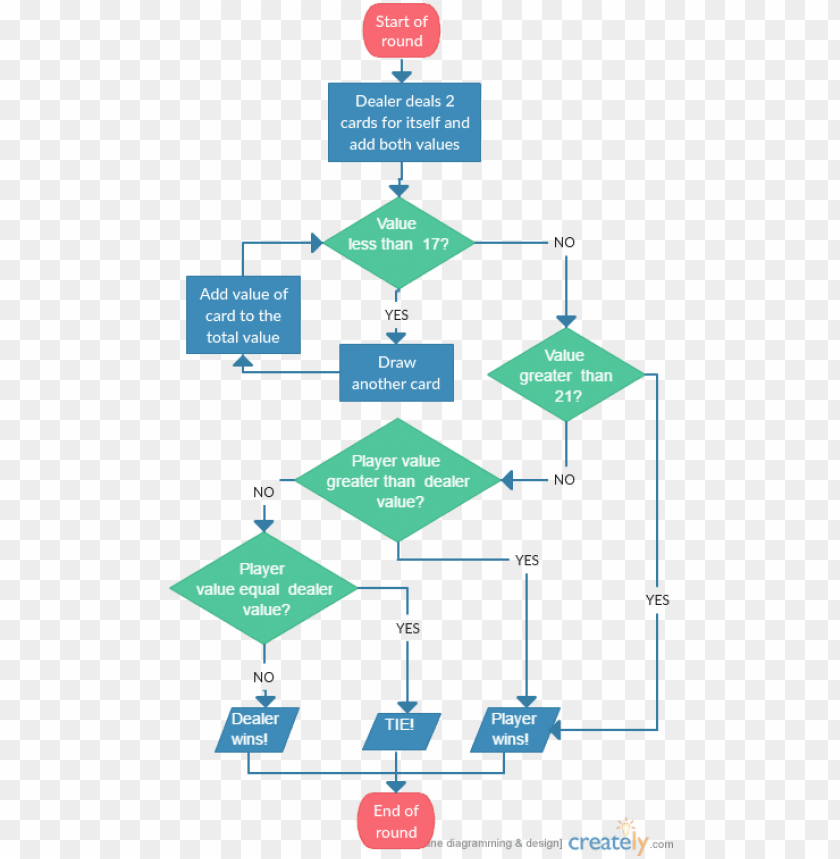 Start of
round
Dealer deals 2
cards for itself and
add both values
Value
less than 17?
NO
Add value of
card to the
total value
YES
Draw
another card
Value
greater than
21?
Player value
greater than dealer
value?
NO
NO
Player
value equal dealer
value?
YES
YES
YES
NO
Dealer
wins!
TIE!
Player
wins!
End of
round
diagramming & design]
creately.com